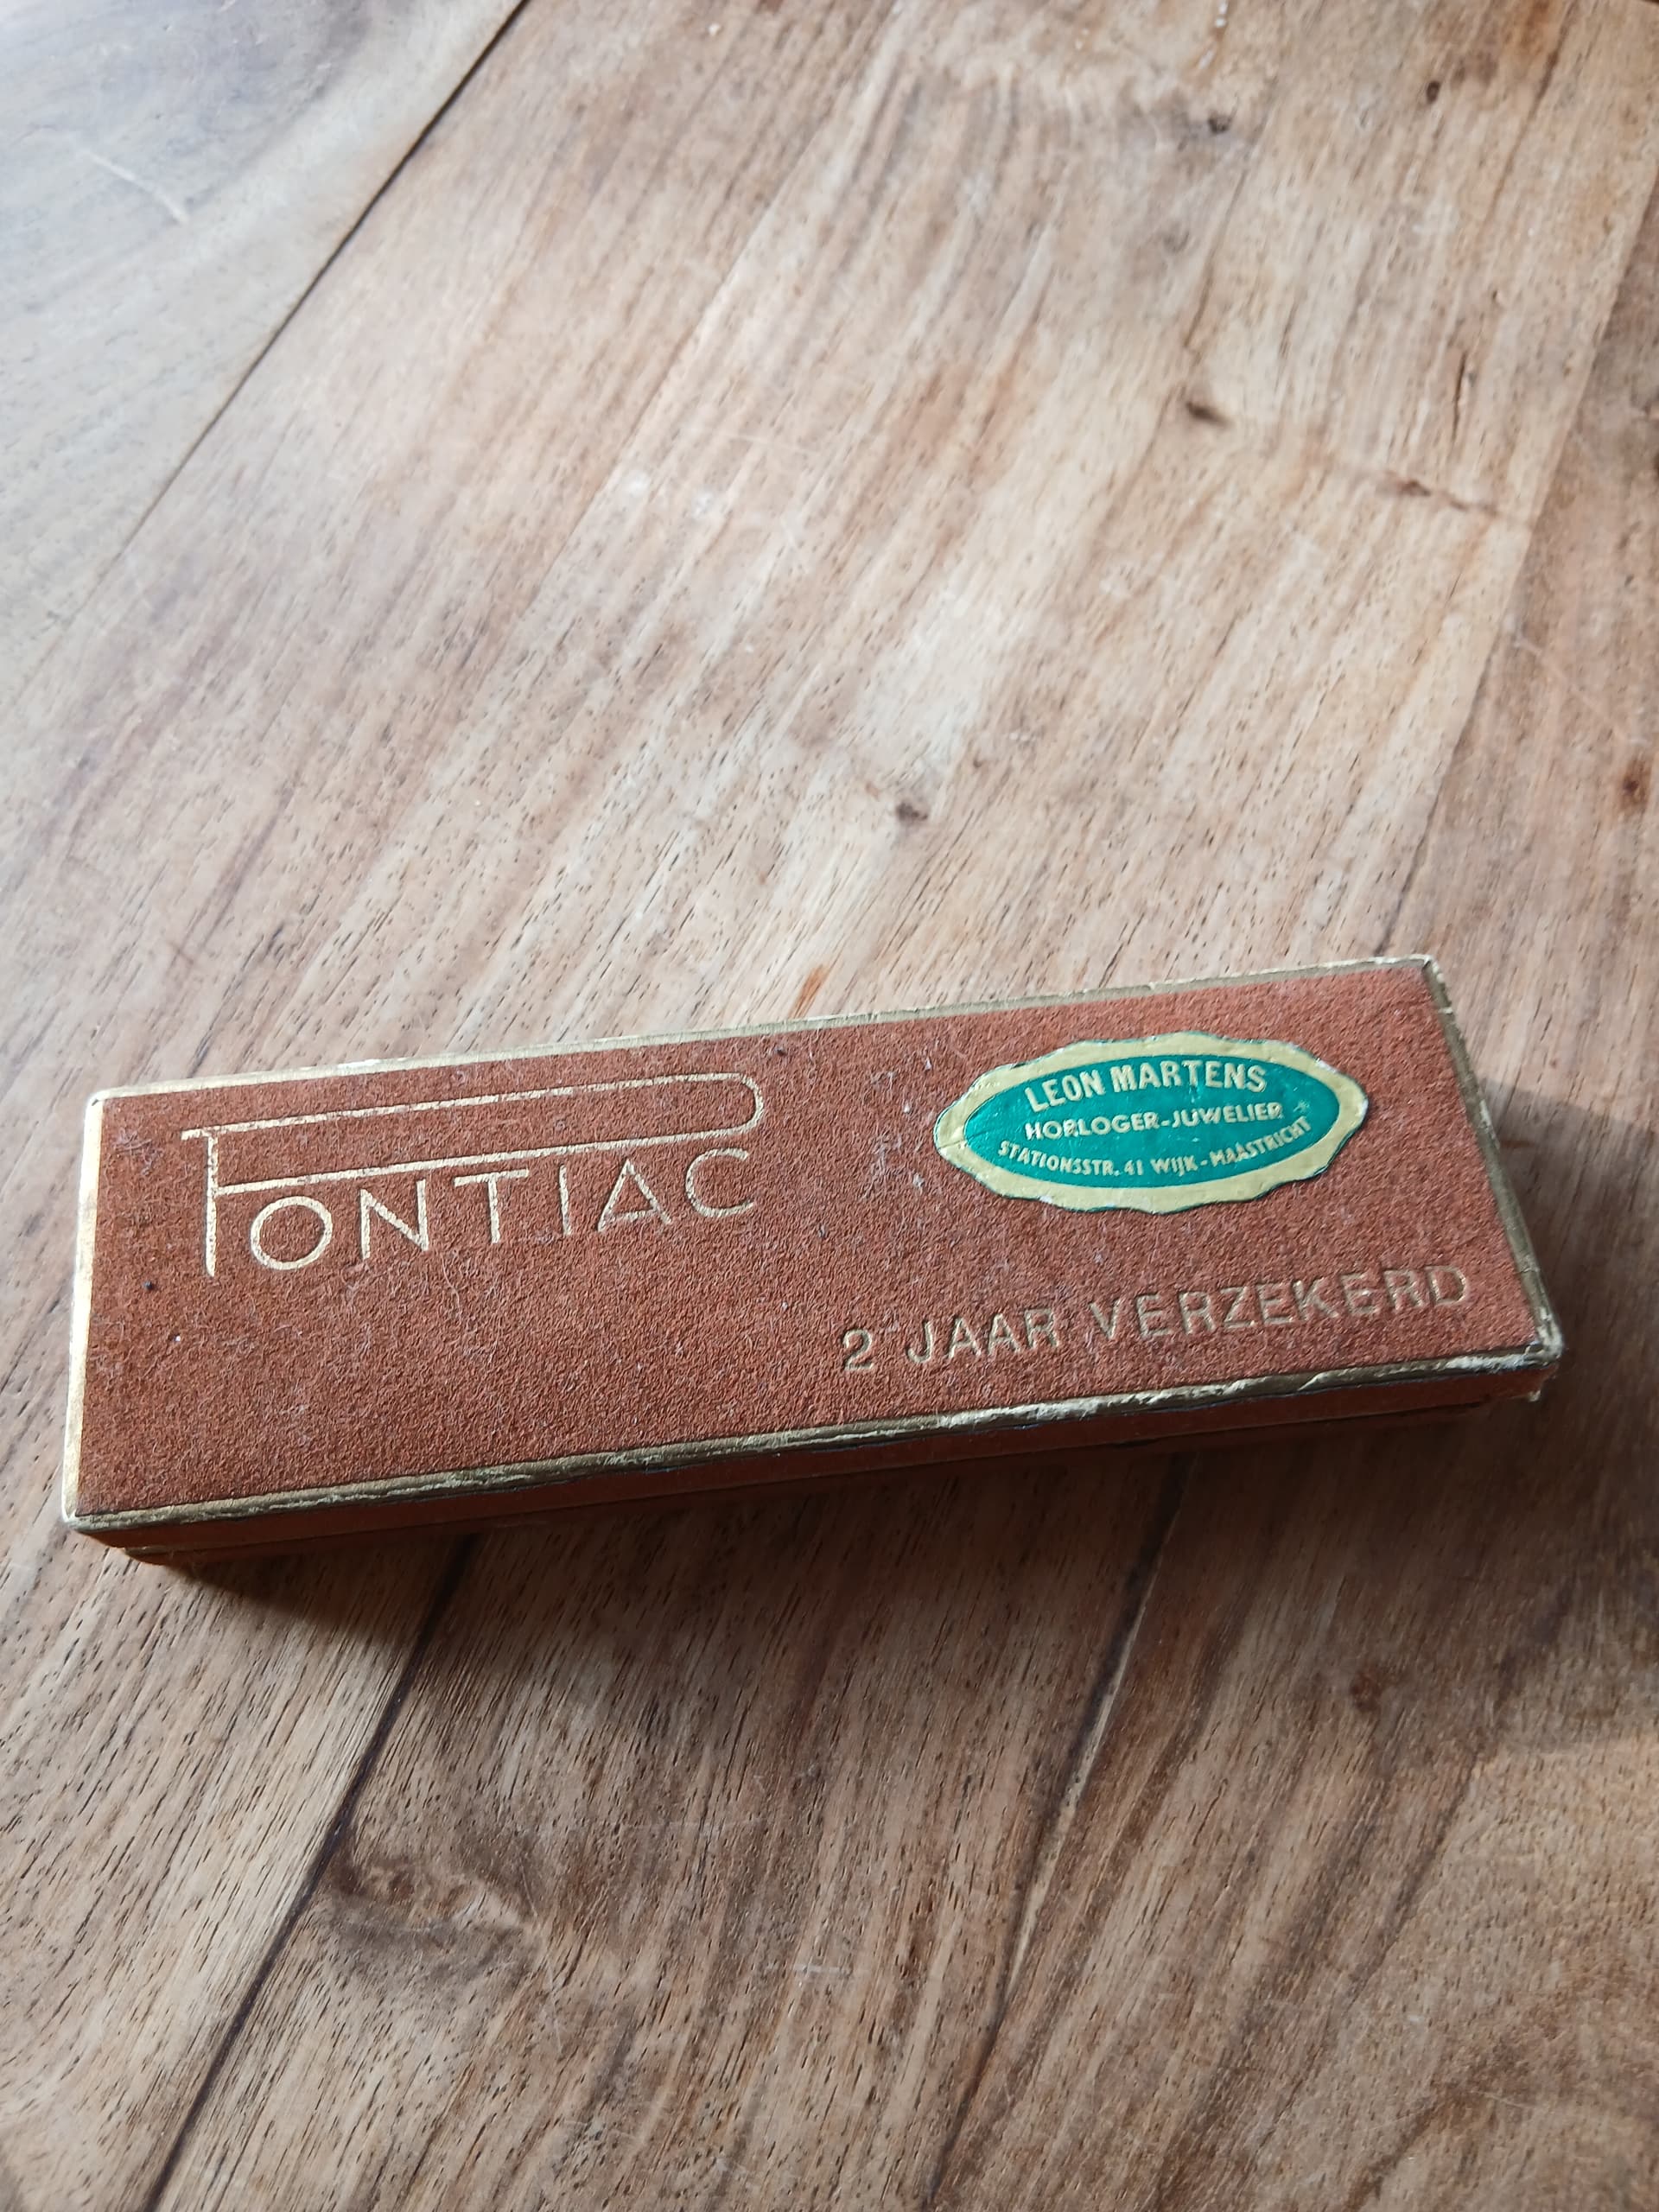 PONTIAC
LEON MARTENS
HORLOGER-JUWELIER
STATIONSSTR. 41 WIJK-MAASTRICHT
2 JAAR VERZEKERD